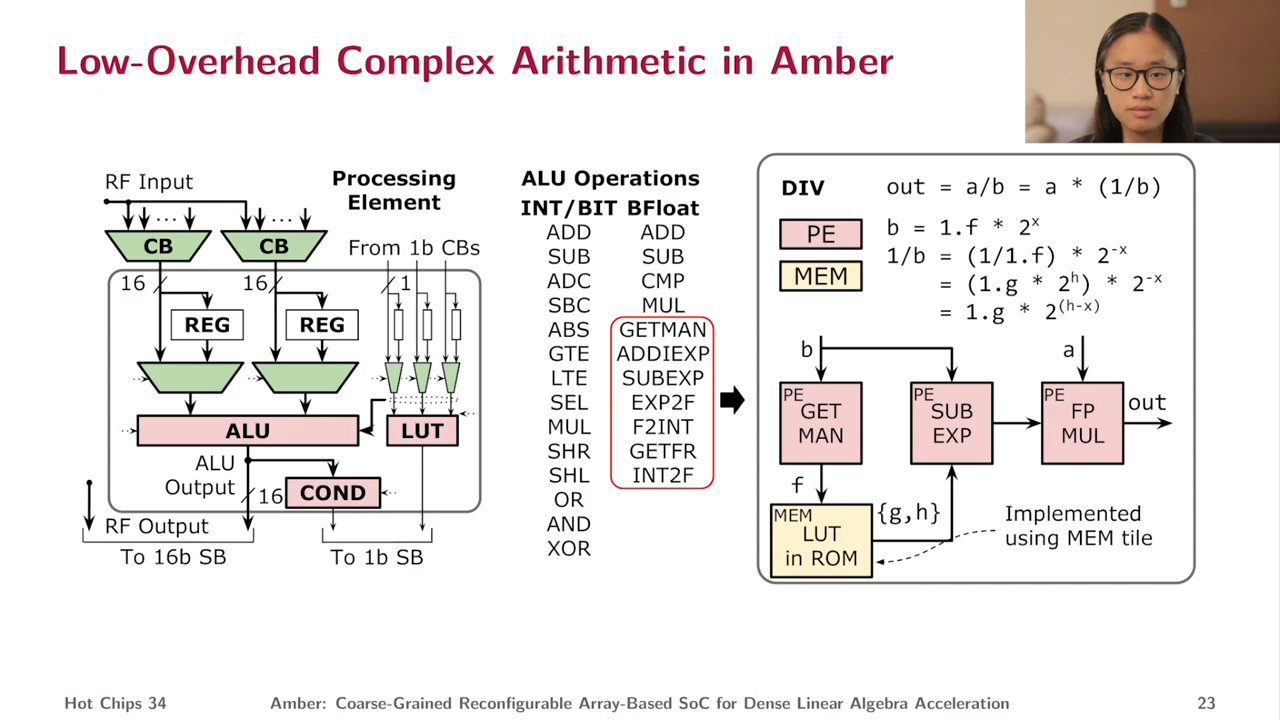 Low-Overhead Complex Arithmetic in Amber
RF Input
CB
CB
Processing
Element
From 1b CBs
16
16
1
REG
REG
ALU
LUT
ALU
Output
16
COND
RF Output
To 16b SB
To 1b SB
ALU Operations
INT/BIT BFloat
ADD ADD
SUB SUB
ADC CMP
SBC MUL
ABS GETMAN
GTE ADDIEXP
LTE SUBEXP
SEL EXP2F
MUL F2INT
SHR GETFR
SHL INT2F
OR
AND
XOR
DIV
out = a/b = a * (1/b)
PE
MEM
b = 1.f * 2^x
1/b = (1/1.f) * 2^-x
= (1.g * 2^h) * 2^-x
= 1.g * 2^(h-x)
b
a
PE
GET
MAN
PE
SUB
EXP
PE
FP
MUL
out
f
MEM
LUT
in ROM
{g,h}
Implemented
using MEM tile
Hot Chips 34
Amber: Coarse-Grained Reconfigurable Array-Based SoC for Dense Linear Algebra Acceleration
23